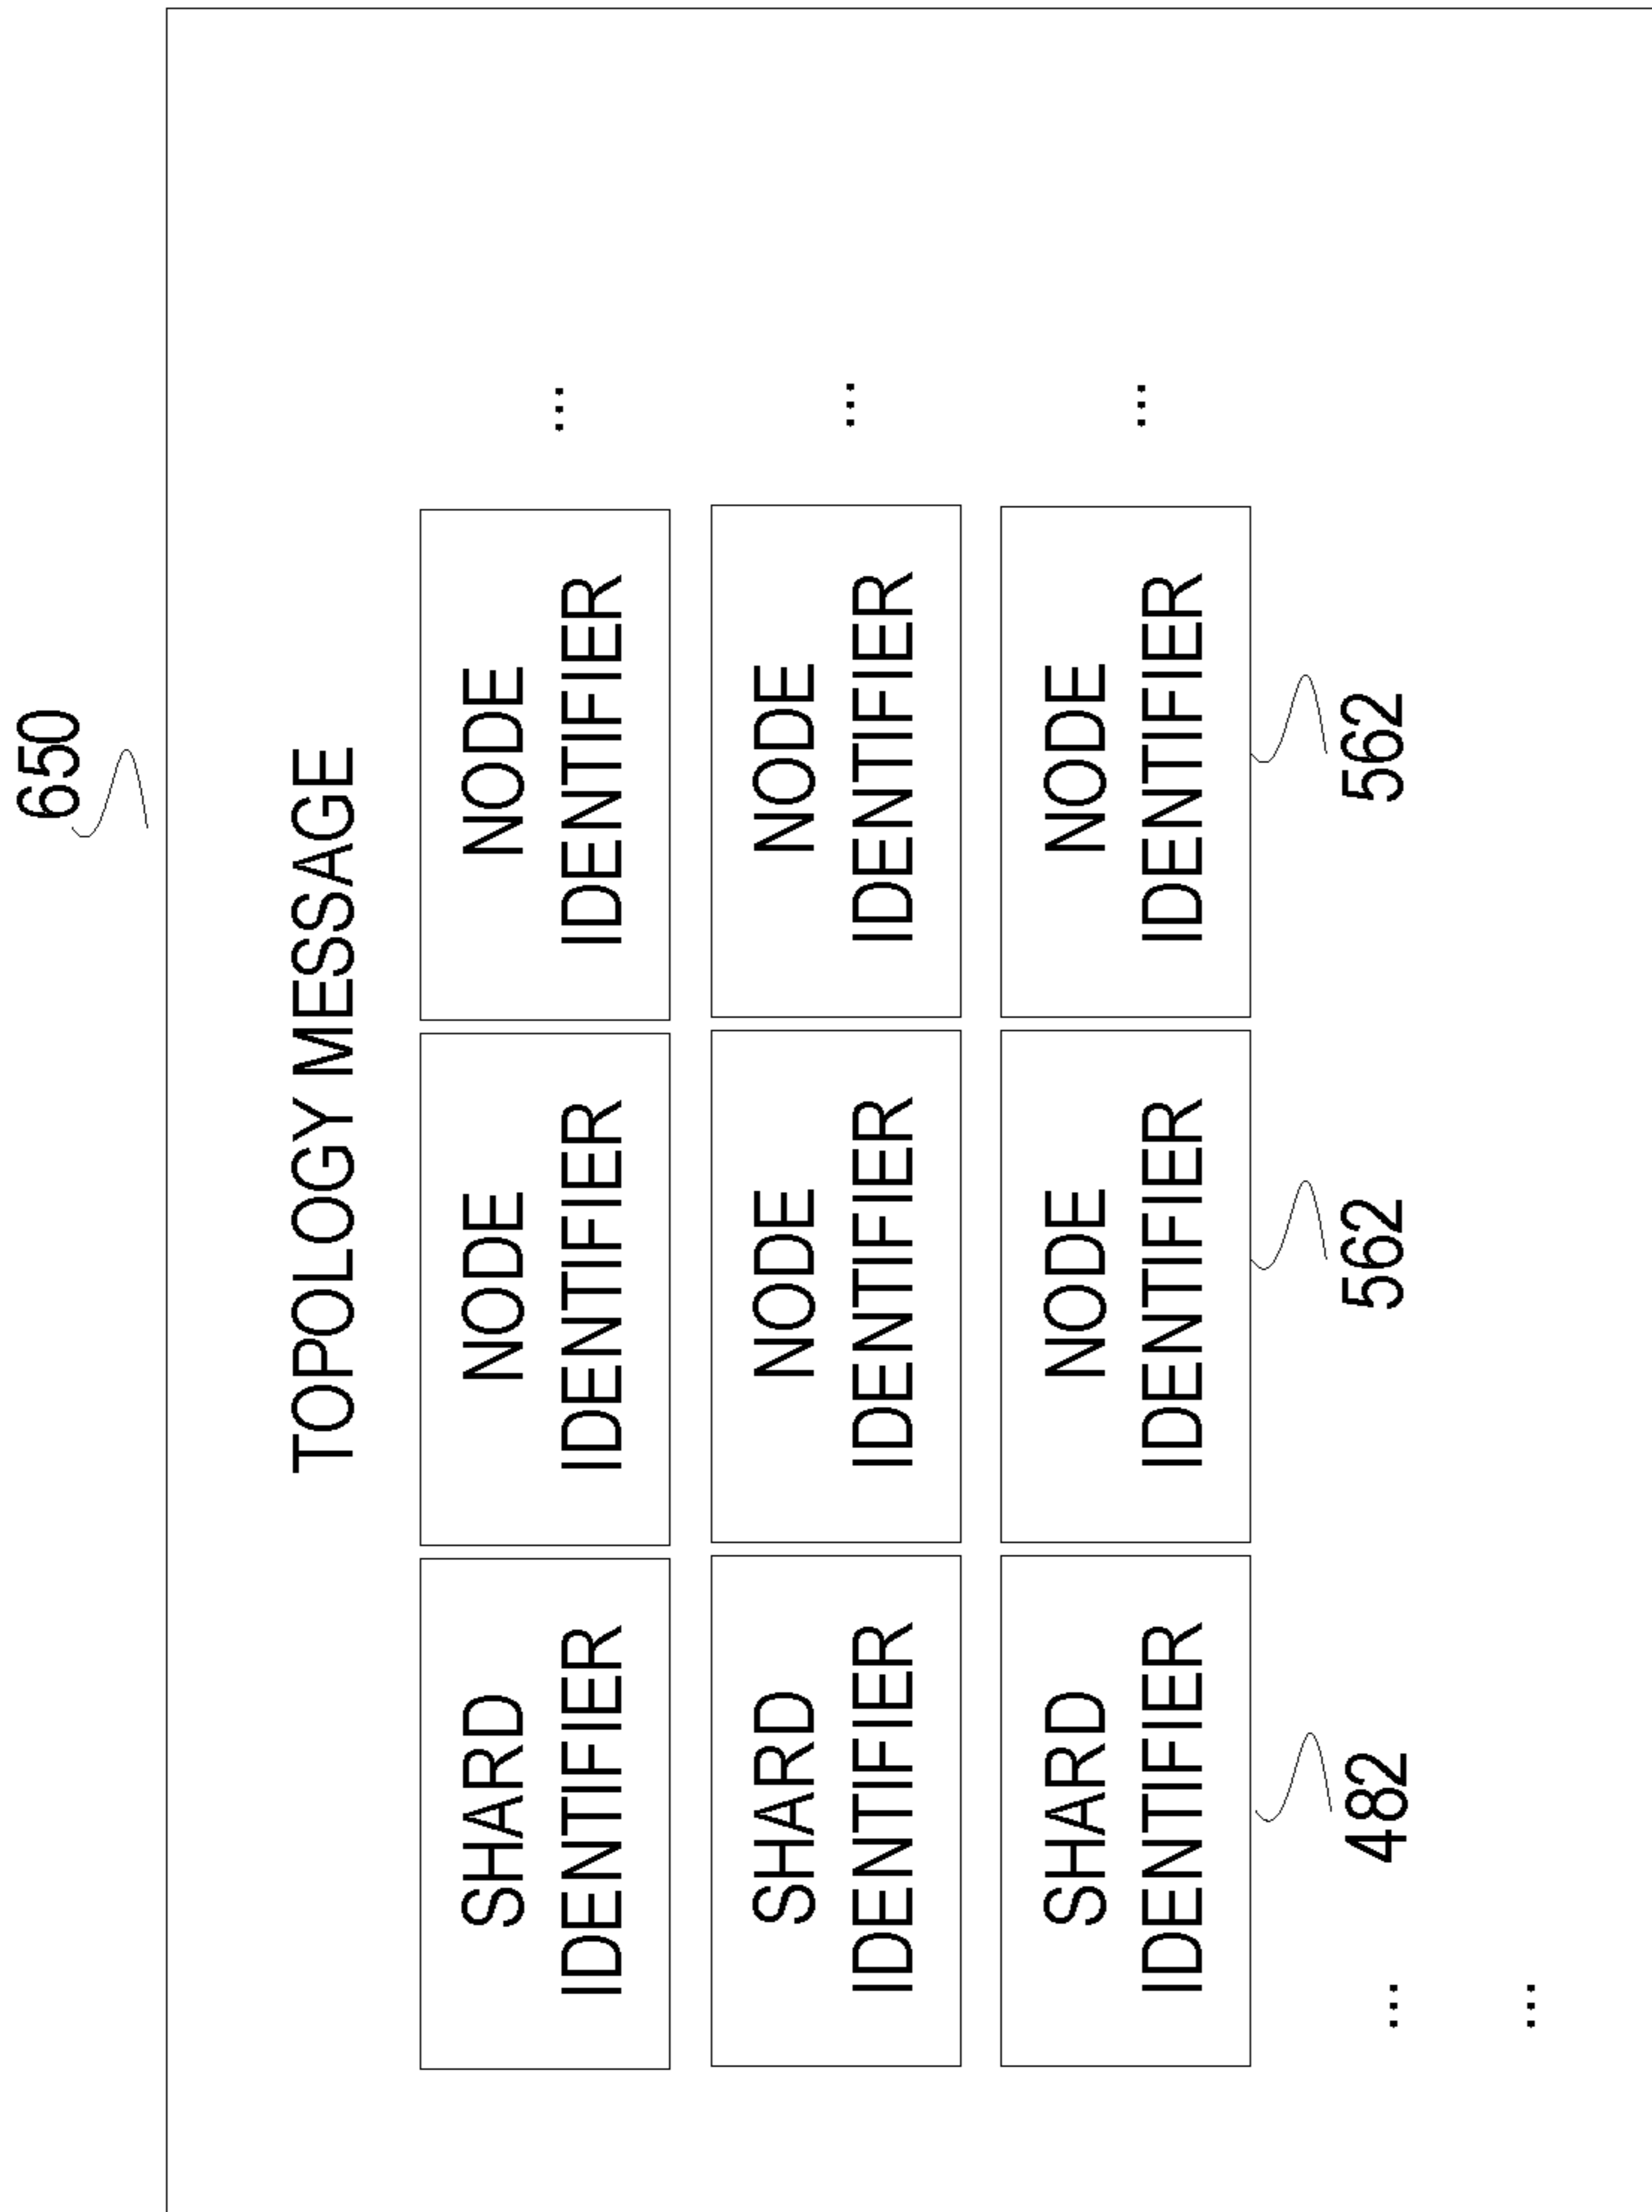 650
TOPOLOGY MESSAGE
SHARD
IDENTIFIER
NODE
IDENTIFIER
NODE
IDENTIFIER
...
SHARD
IDENTIFIER
NODE
IDENTIFIER
NODE
IDENTIFIER
...
SHARD
IDENTIFIER
NODE
IDENTIFIER
NODE
IDENTIFIER
...
...
482
562
562
...